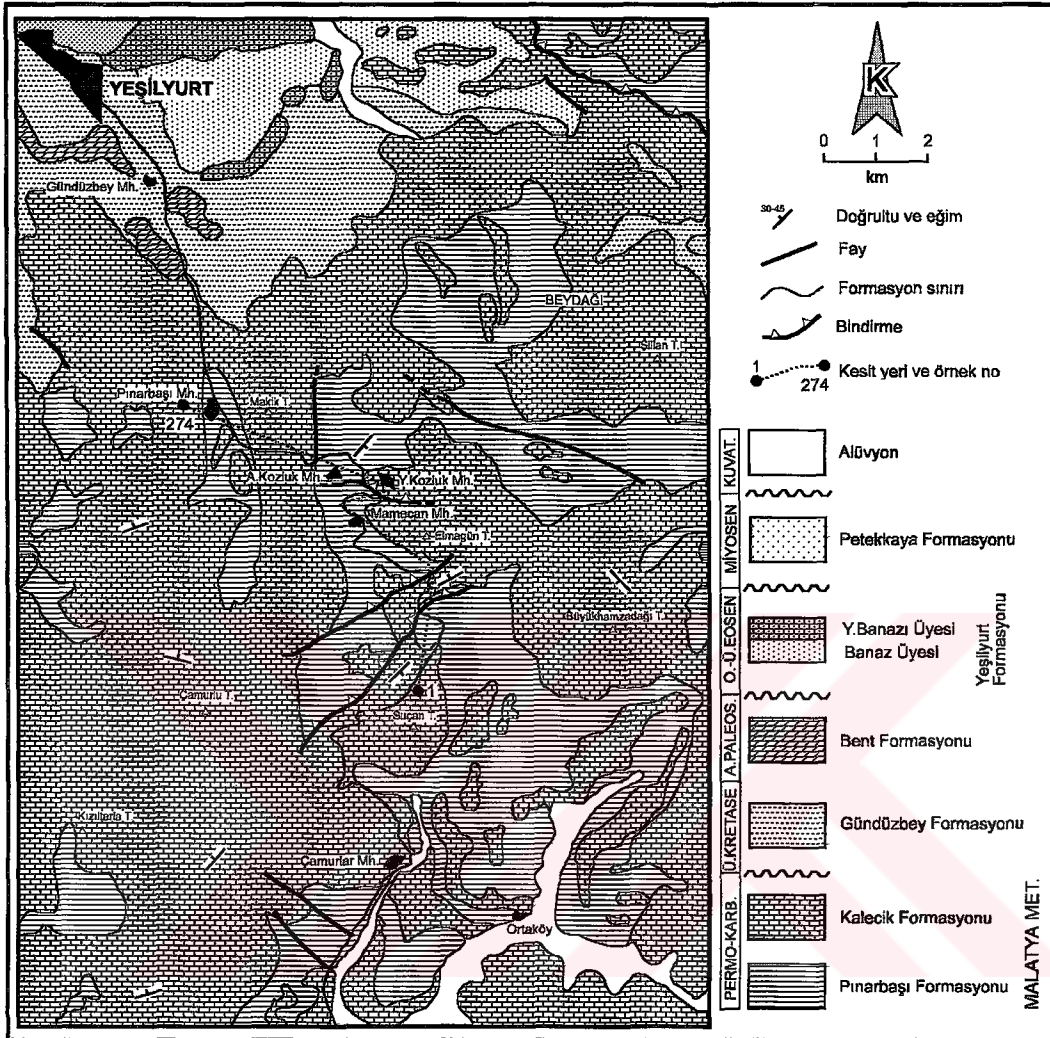 YEŞİLYURT
Gündüzbey Mh.
BEYDAĞI
Şillan T.
Pınarbaşı Mh.
274
Makik T.
A.Kozluk Mh.
Y.Kozluk Mh.
Mamecan Mh.
Elmagün T.
Büyükhamzadağı T.
Çamurlu T.
1
Suçan T.
Kızıltarla T.
Çamurlar Mh.
Ortaköy
K
0 1 2
km
30-45
Doğrultu ve eğim
Fay
Formasyon sınırı
Bindirme
1
274
Kesit yeri ve örnek no
KUVAT.
Alüvyon
MİYOSEN
Petekkaya Formasyonu
O.-Ü.EOSEN
Y.Banazı Üyesi
Banaz Üyesi
Yeşilyurt
Formasyonu
A.PALEOS.
Bent Formasyonu
Ü.KRETASE
Gündüzbey Formasyonu
PERMO-KARB.
Kalecik Formasyonu
Pınarbaşı Formasyonu
MALATYA MET.